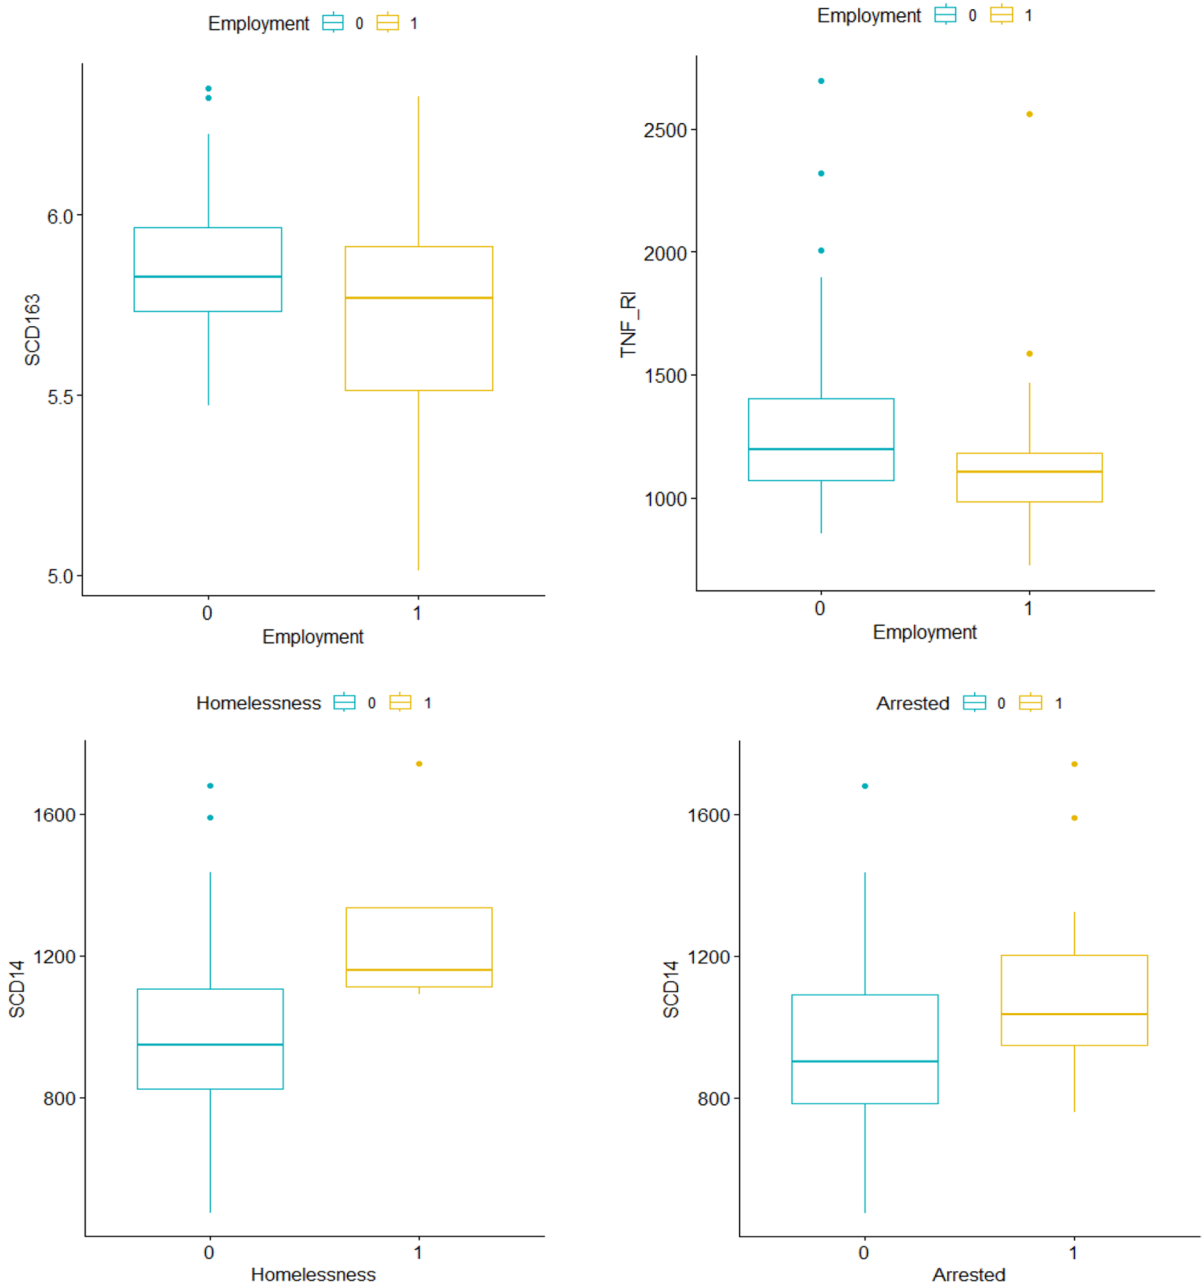 Employment 0 1
6.0
5.5
5.0
SCD163
0 1
Employment
Employment 0 1
2500
2000
1500
1000
TNF_RI
0 1
Employment
Homelessness 0 1
1600
1200
800
SCD14
0 1
Homelessness
Arrested 0 1
1600
1200
800
SCD14
0 1
Arrested